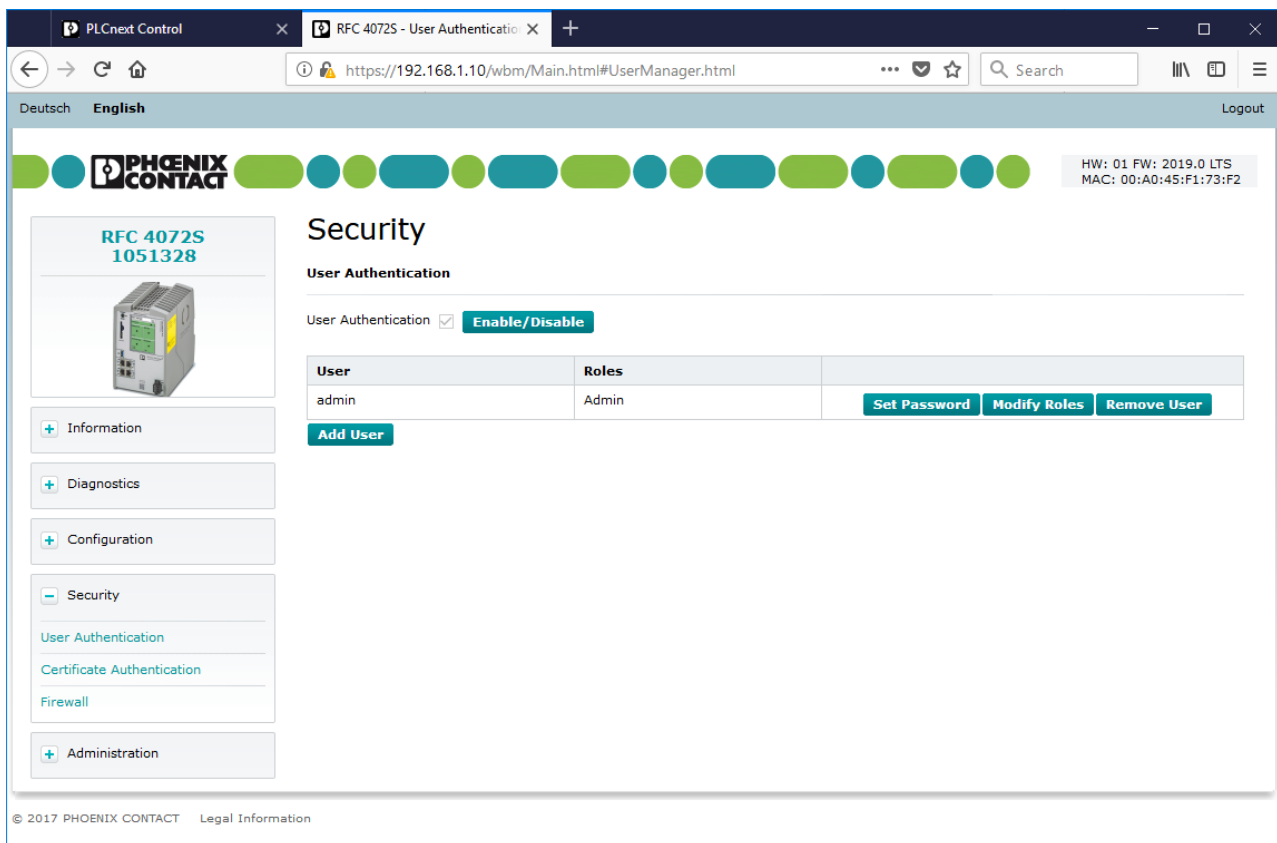 PLCnext Control
RFC 4072S - User Authentication
https://192.168.1.10/wbm/Main.html#UserManager.html
Search
Deutsch English
Logout
PHŒNIX
CONTACT
HW: 01 FW: 2019.0 LTS
MAC: 00:A0:45:F1:73:F2
RFC 4072S
1051328
Information
Diagnostics
Configuration
Security
User Authentication
Certificate Authentication
Firewall
Administration
Security
User Authentication
User Authentication Enable/Disable
User Roles
admin Admin Set Password Modify Roles Remove User
Add User
© 2017 PHOENIX CONTACT Legal Information